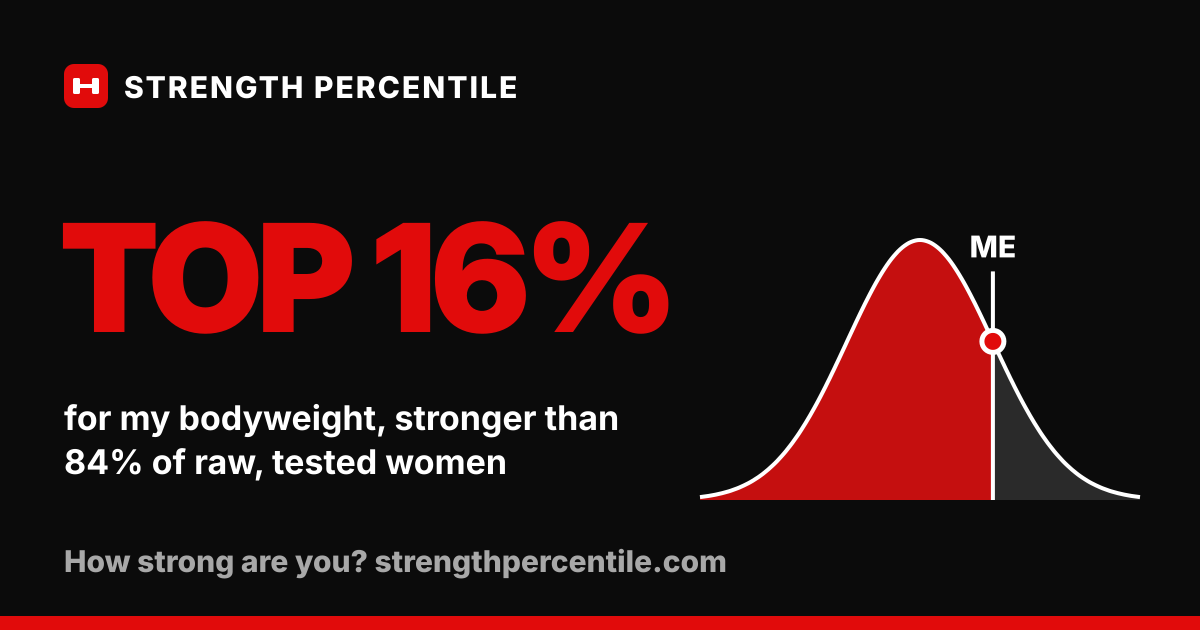 STRENGTH PERCENTILE
TOP 16%
ME
for my bodyweight, stronger than
84% of raw, tested women
How strong are you? strengthpercentile.com